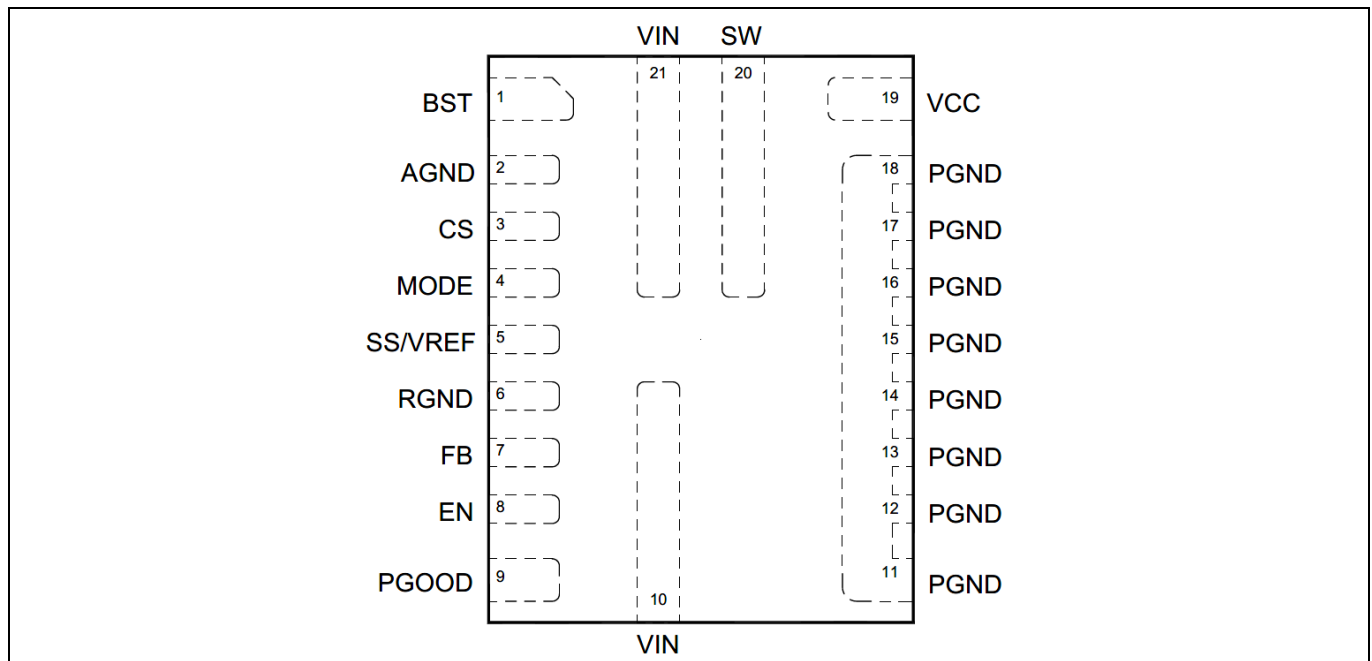 VIN SW
21 20
BST 1 19 VCC
AGND 2 18 PGND
CS 3 17 PGND
MODE 4 16 PGND
SS/VREF 5 15 PGND
RGND 6 14 PGND
FB 7 13 PGND
EN 8 12 PGND
PGOOD 9 11 PGND
10
VIN